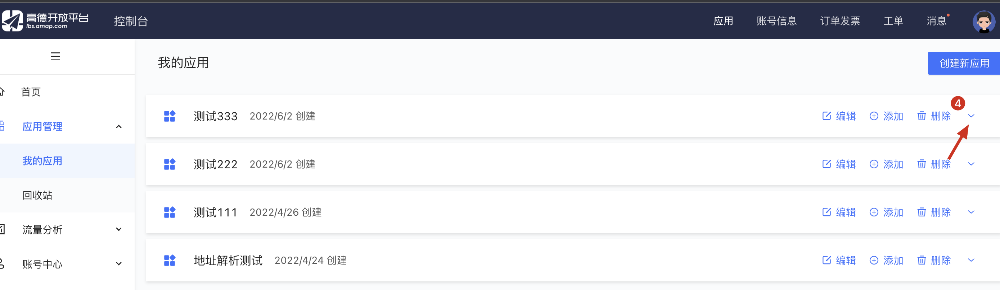 高德开放平台
lbs.amap.com
控制台
应用 账号信息 订单发票 工单 消息
我的应用
创建新应用
首页
应用管理
我的应用
回收站
流量分析
账号中心
测试333 2022/6/2 创建 编辑 添加 删除
4
测试222 2022/6/2 创建 编辑 添加 删除
测试111 2022/4/26 创建 编辑 添加 删除
地址解析测试 2022/4/24 创建 编辑 添加 删除